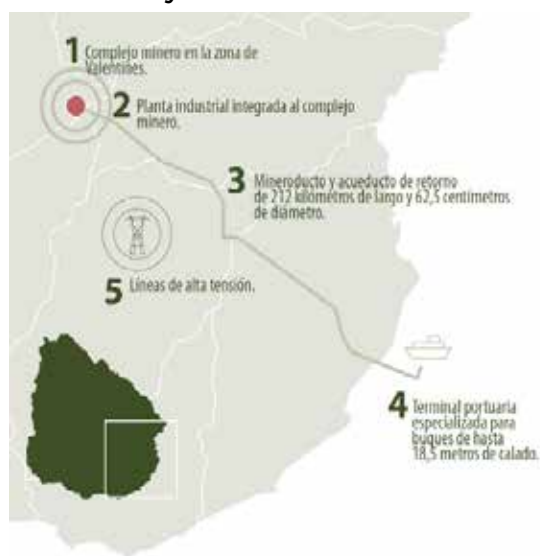 1 Complejo minero en la zona de
Valentines.
2 Planta industrial integrada al complejo
minero.
3 Mineroducto y acueducto de retorno
de 212 kilómetros de largo y 62,5 centímetros
de diámetro.
5 Líneas de alta tensión.
4 Terminal portuaria
especializada para
buques de hasta
18,5 metros de calado.